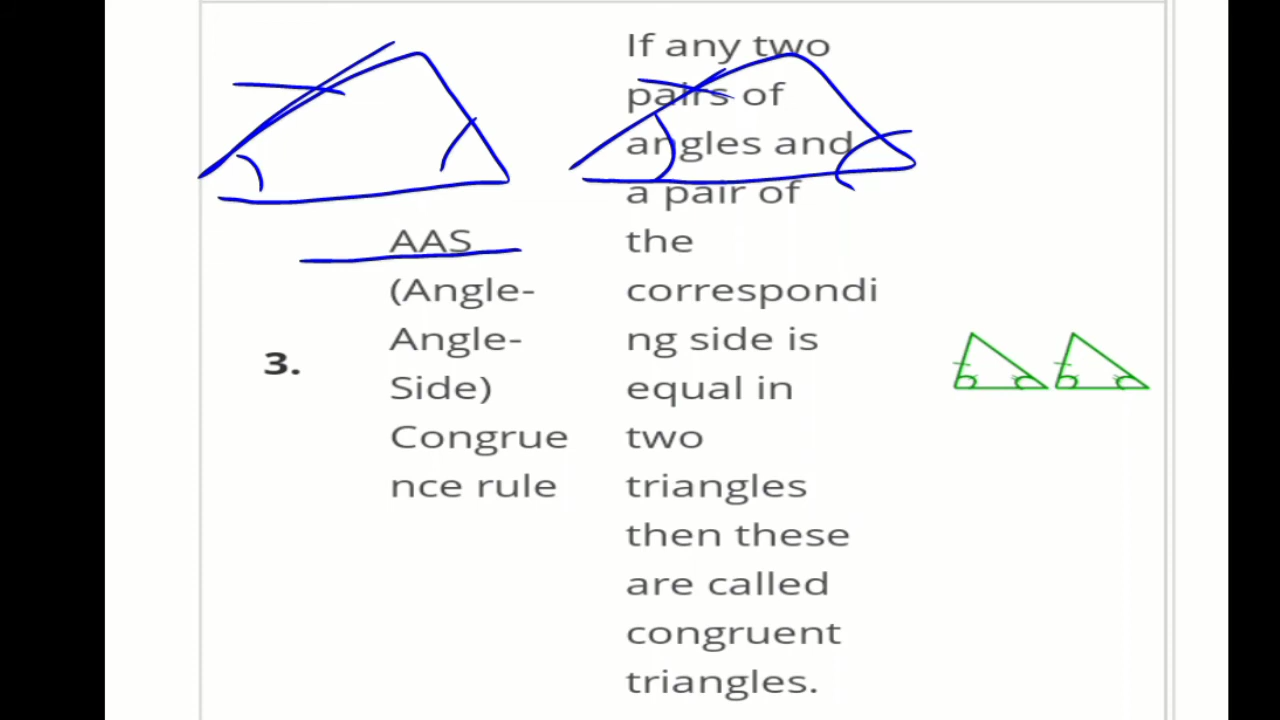 3.
AAS
(Angle-
Angle-
Side)
Congrue
nce rule
If any two
pairs of
angles and
a pair of
the
correspondi
ng side is
equal in
two
triangles
then these
are called
congruent
triangles.